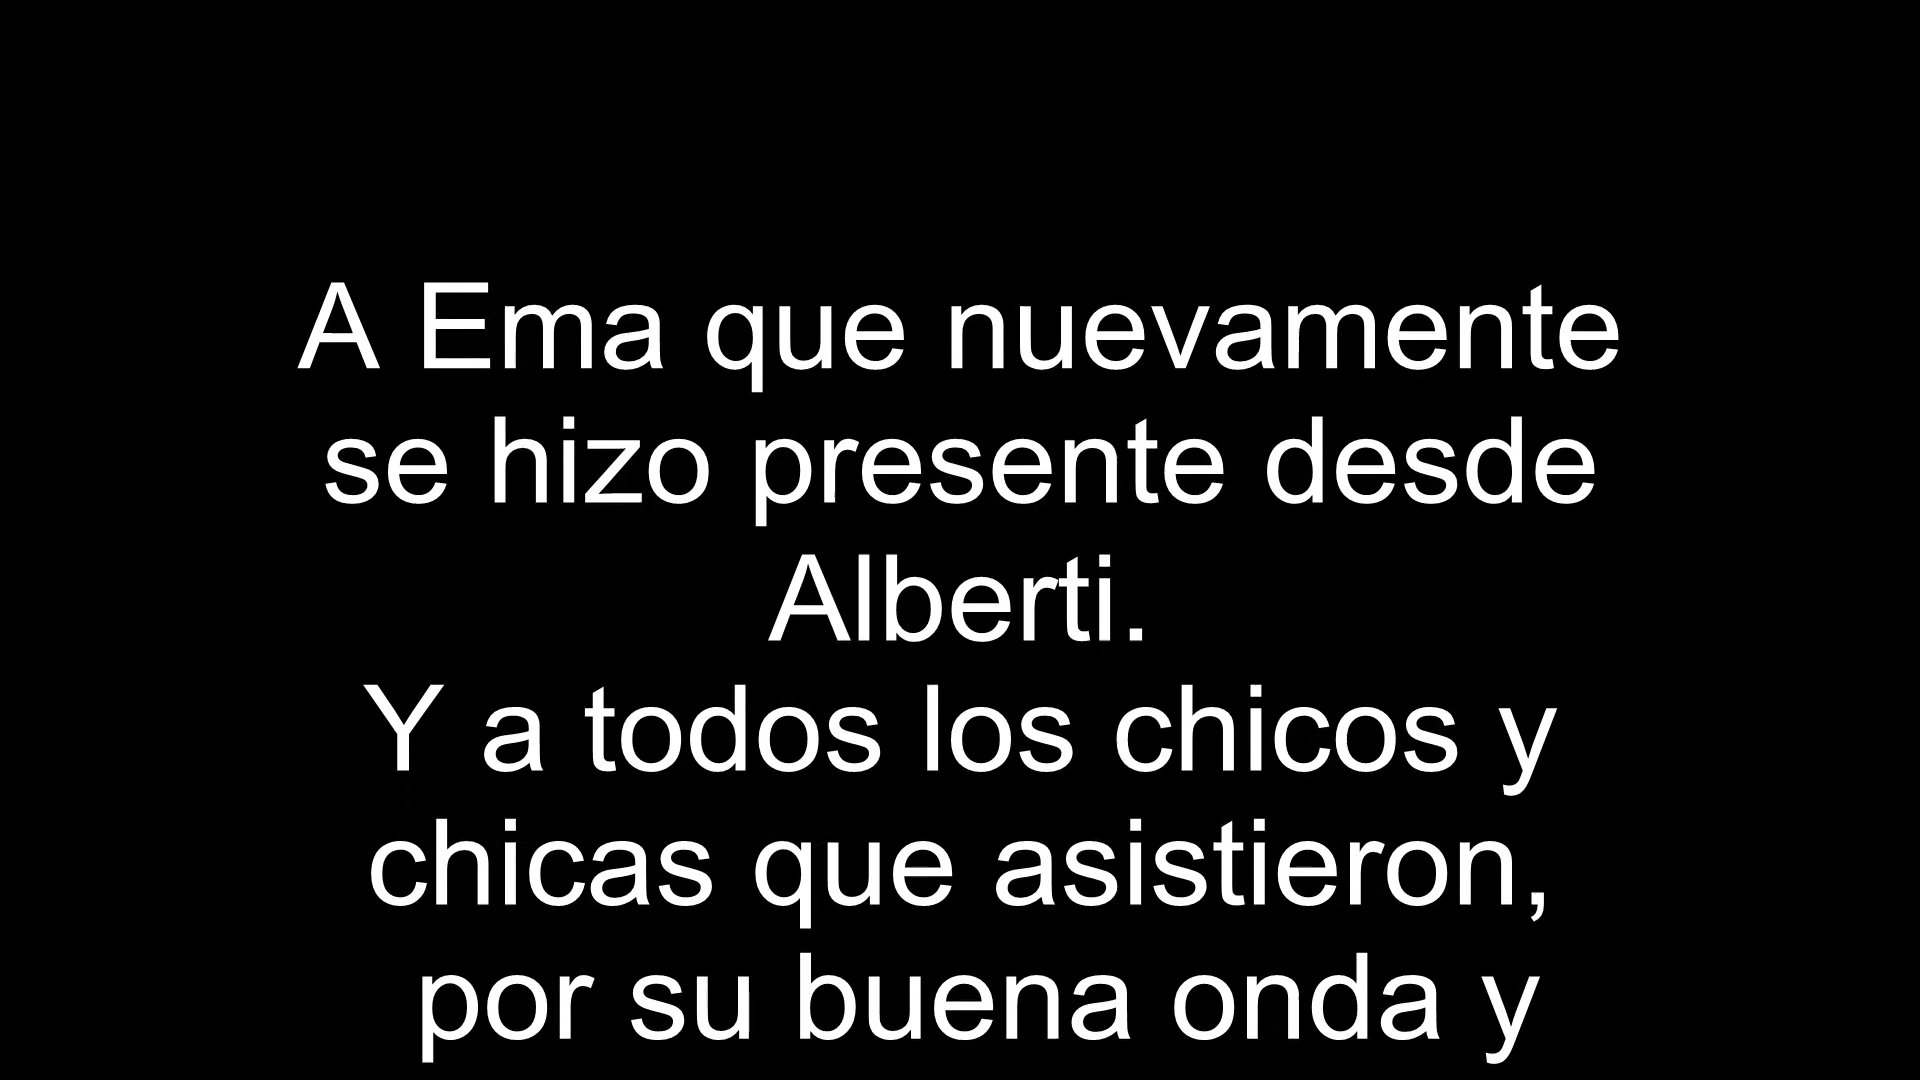 A Ema que nuevamente
se hizo presente desde
Alberti.
Y a todos los chicos y
chicas que asistieron,
por su buena onda y